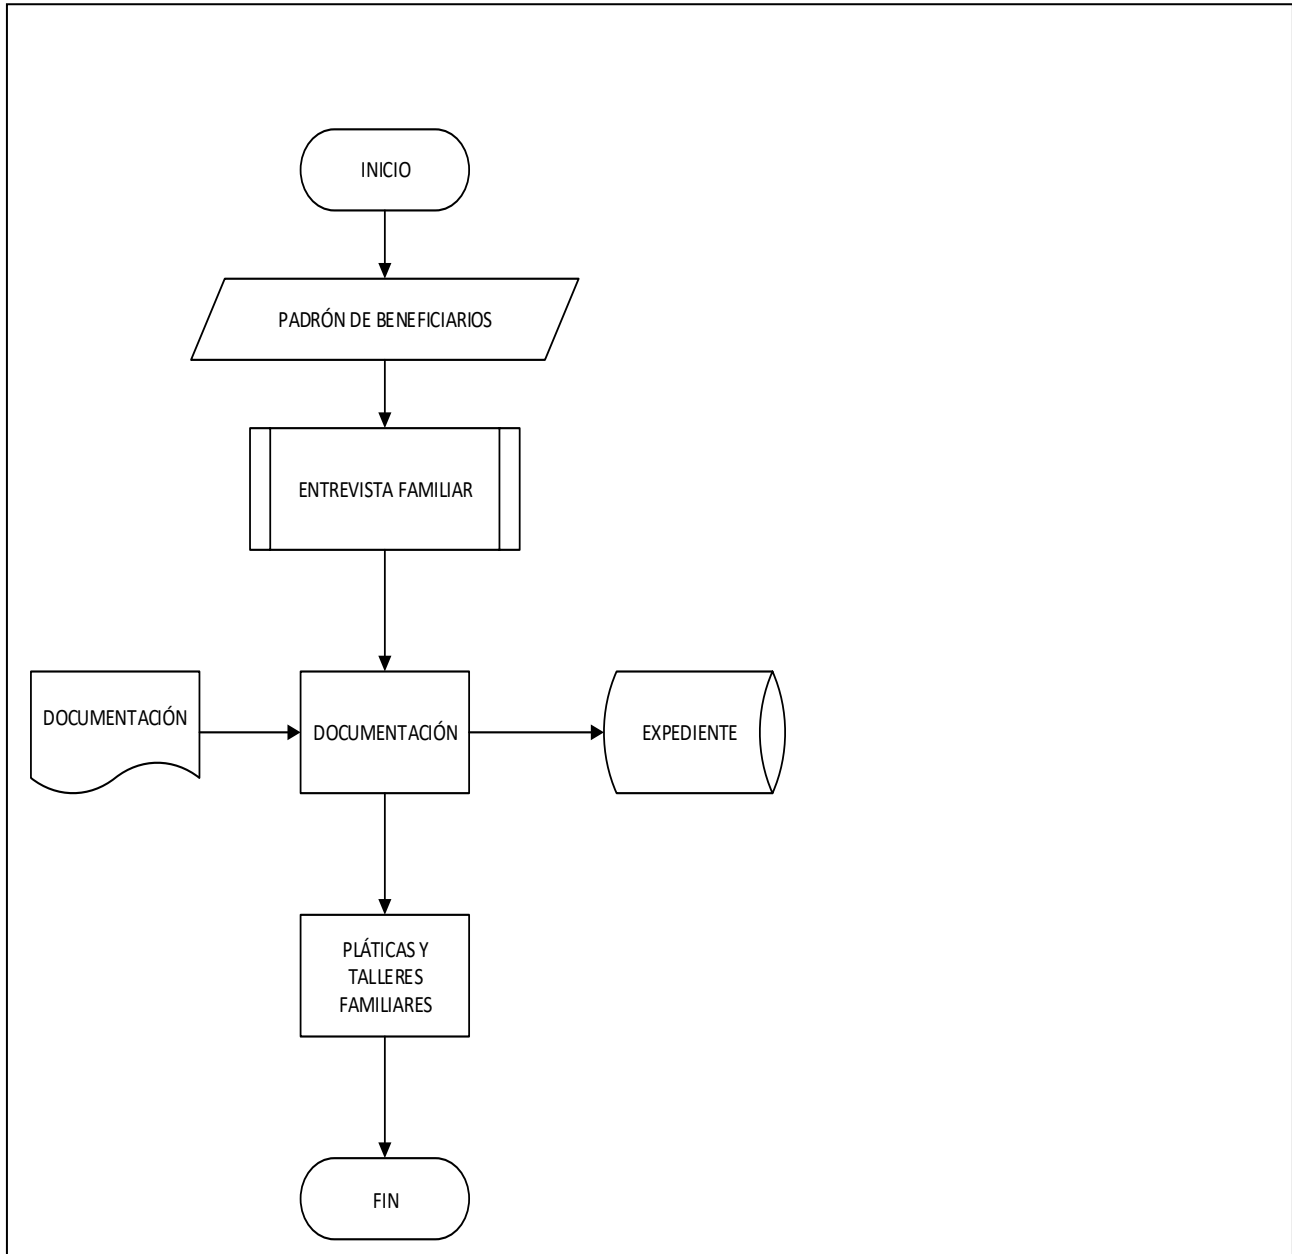 INICIO
PADRÓN DE BENEFICIARIOS
ENTREVISTA FAMILIAR
DOCUMENTACIÓN
DOCUMENTACIÓN
EXPEDIENTE
PLÁTICAS Y
TALLERES
FAMILIARES
FIN